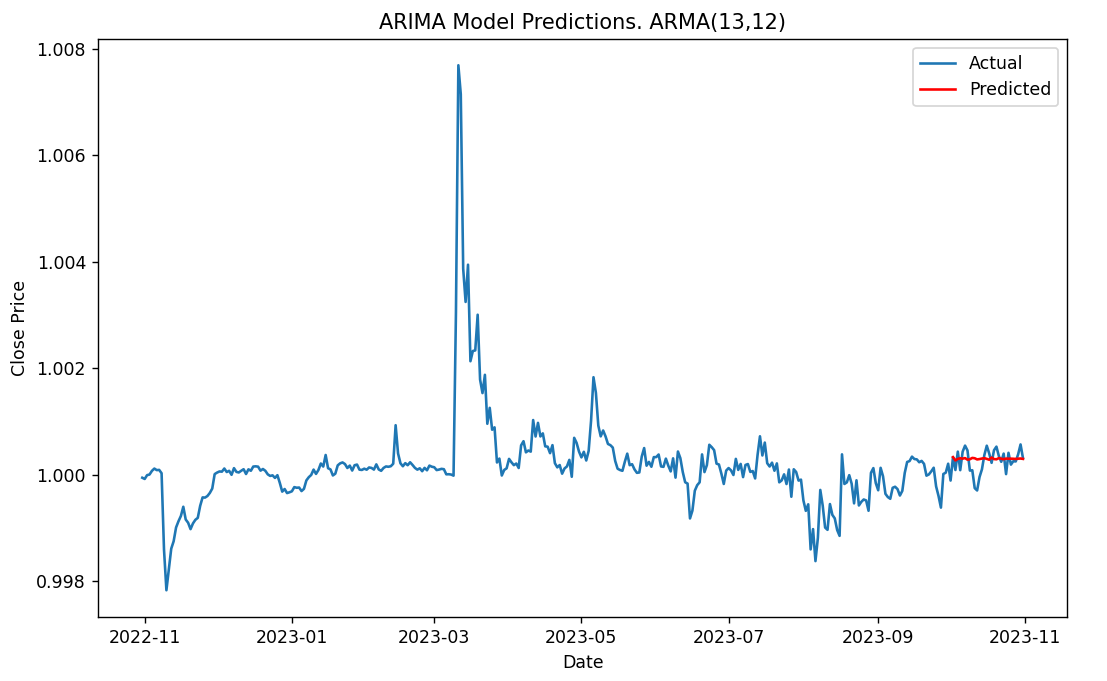 ARIMA Model Predictions. ARMA(13,12)
Actual
Predicted
Close Price
1.008
1.006
1.004
1.002
1.000
0.998
2022-11 2023-01 2023-03 2023-05 2023-07 2023-09 2023-11
Date